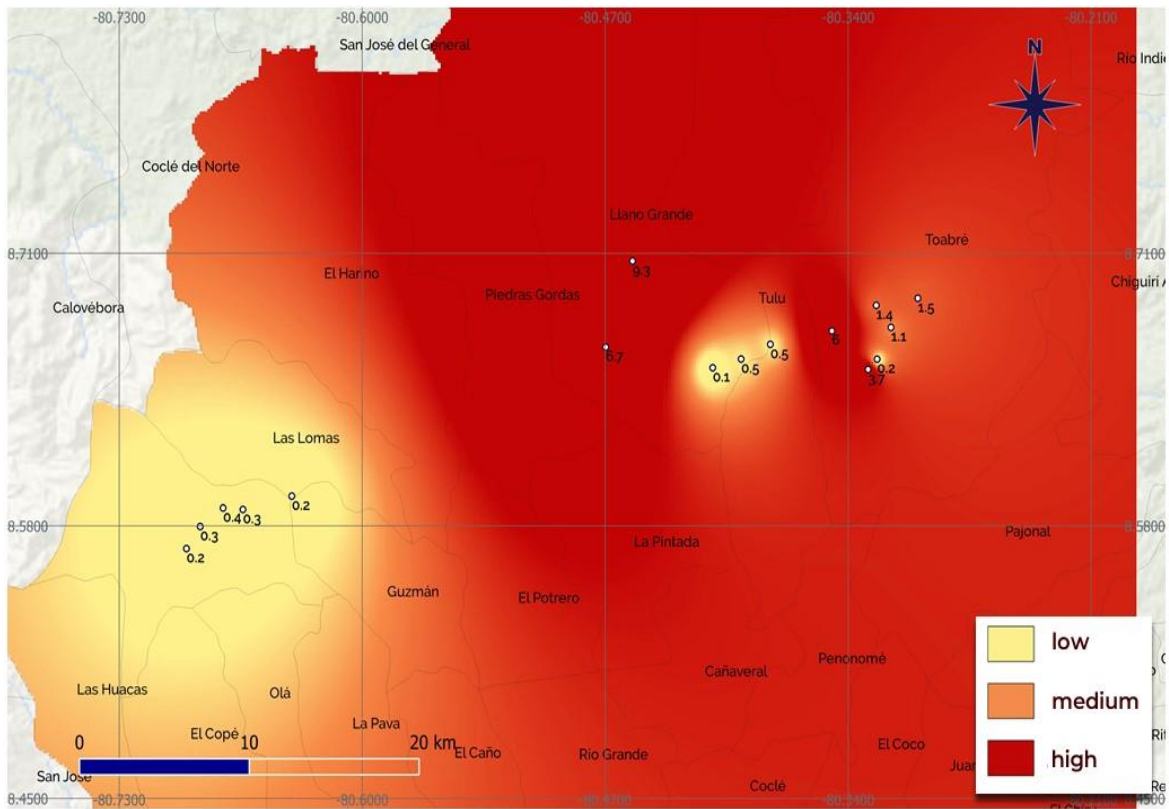 -80.7300 -80.6000 -80.4700 -80.3400 -80.2100
San José del General
N
Coclé del Norte
Llano Grande
Toabré
8.7100 8.7100
9.3
El Harino
Piedras Gordas
Tulu
Calovébora
1.4
1.5
1.1
6
6.7
0.5
0.5
0.1
0.2
3.7
Las Lomas
0.2
0.4
0.3
0.3
0.2
8.5800 8.5800
La Pintada
Pajonal
Guzmán
El Potrero
Penonomé
Cañaveral
Las Huacas
Olá
La Pava
El Copé
El Caño
Río Grande
El Coco
San José
Coclé
0 10 20 km
low
medium
high
8.4500 -80.7300 -80.6000 -80.4700 -80.3400